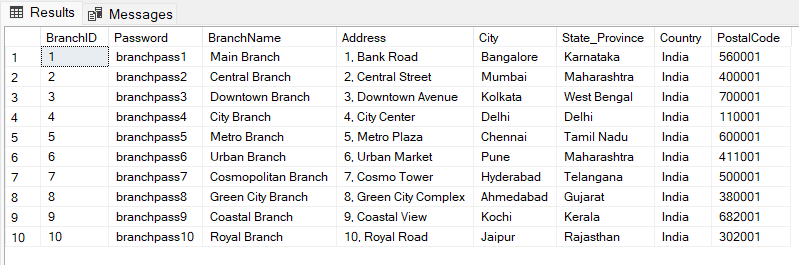 Results Messages
BranchID Password BranchName Address City State_Province Country PostalCode
1 1 branchpass1 Main Branch 1, Bank Road Bangalore Karnataka India 560001
2 2 branchpass2 Central Branch 2, Central Street Mumbai Maharashtra India 400001
3 3 branchpass3 Downtown Branch 3, Downtown Avenue Kolkata West Bengal India 700001
4 4 branchpass4 City Branch 4, City Center Delhi Delhi India 110001
5 5 branchpass5 Metro Branch 5, Metro Plaza Chennai Tamil Nadu India 600001
6 6 branchpass6 Urban Branch 6, Urban Market Pune Maharashtra India 411001
7 7 branchpass7 Cosmopolitan Branch 7, Cosmo Tower Hyderabad Telangana India 500001
8 8 branchpass8 Green City Branch 8, Green City Complex Ahmedabad Gujarat India 380001
9 9 branchpass9 Coastal Branch 9, Coastal View Kochi Kerala India 682001
10 10 branchpass10 Royal Branch 10, Royal Road Jaipur Rajasthan India 302001